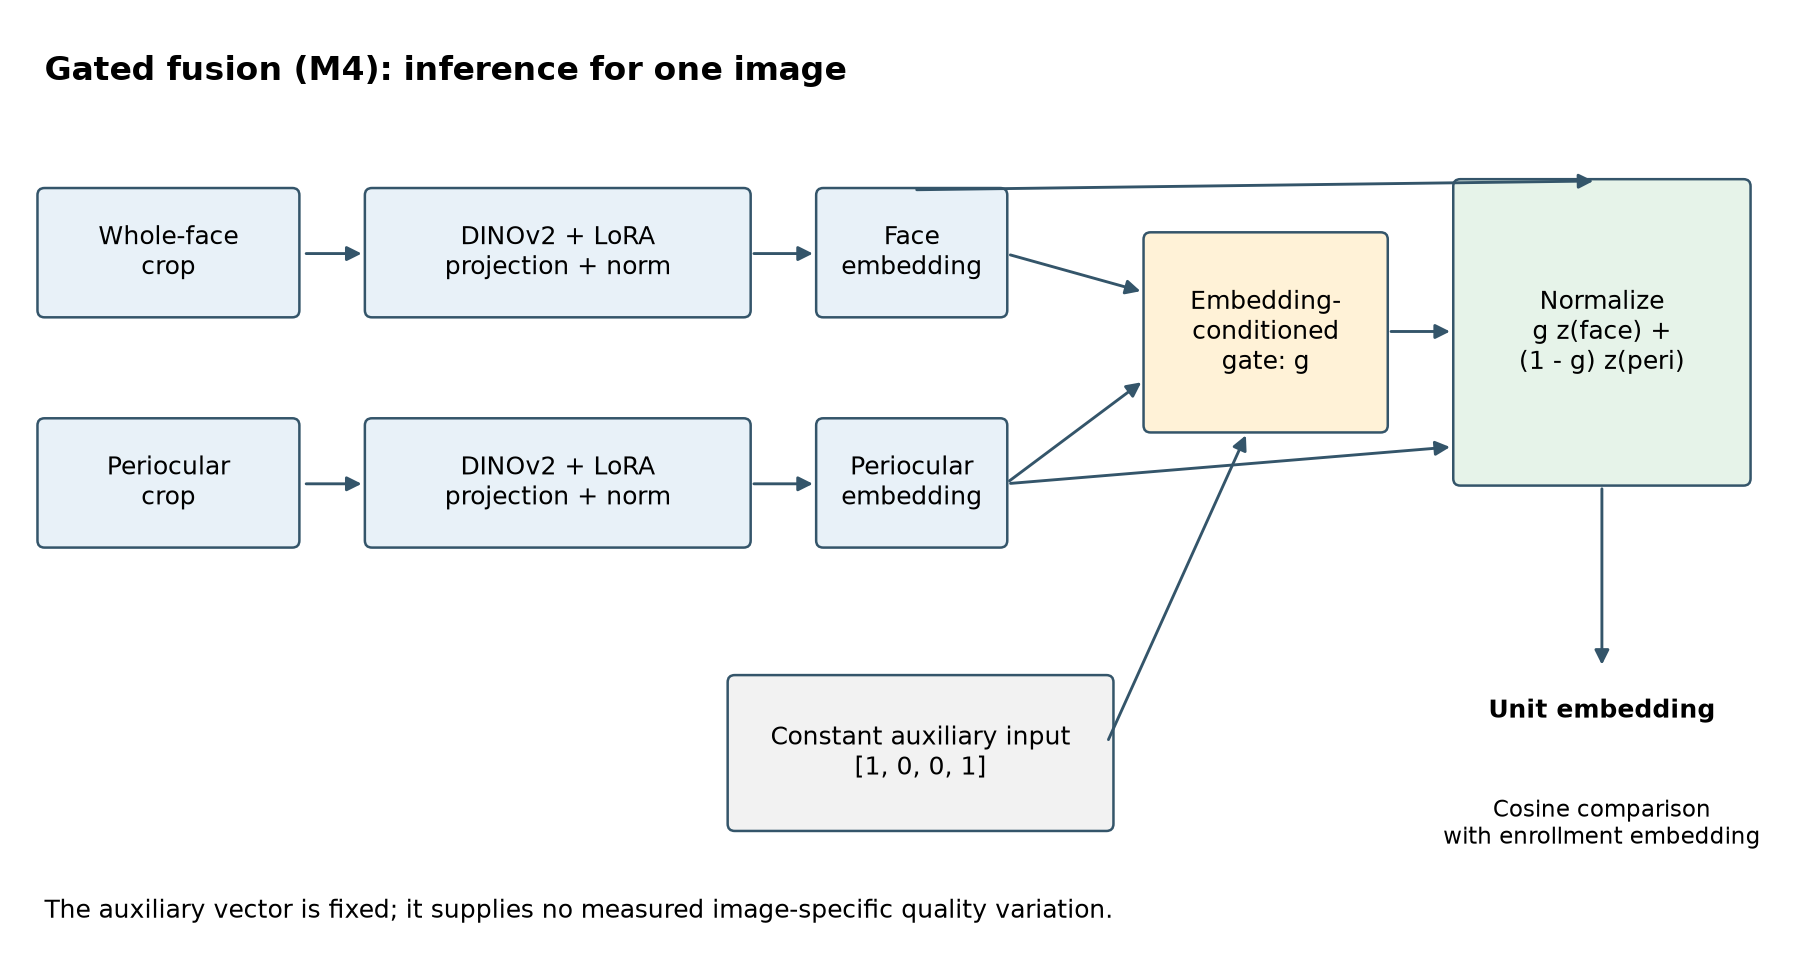 Gated fusion (M4): inference for one image
Whole-face
crop
DINOv2 + LoRA
projection + norm
Face
embedding
Embedding-
conditioned
gate: g
Normalize
g z(face) +
(1 - g) z(peri)
Periocular
crop
DINOv2 + LoRA
projection + norm
Periocular
embedding
Constant auxiliary input
[1, 0, 0, 1]
Unit embedding
Cosine comparison
with enrollment embedding
The auxiliary vector is fixed; it supplies no measured image-specific quality variation.